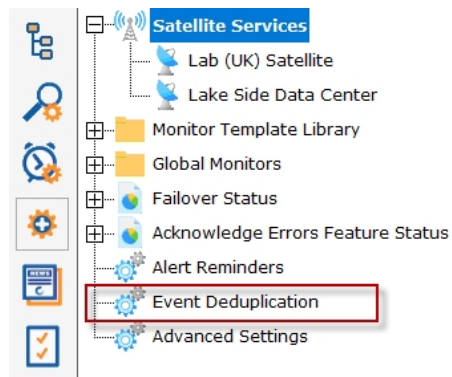 Satellite Services
Lab (UK) Satellite
Lake Side Data Center
Monitor Template Library
Global Monitors
Failover Status
Acknowledge Errors Feature Status
Alert Reminders
Event Deduplication
Advanced Settings
NEWS